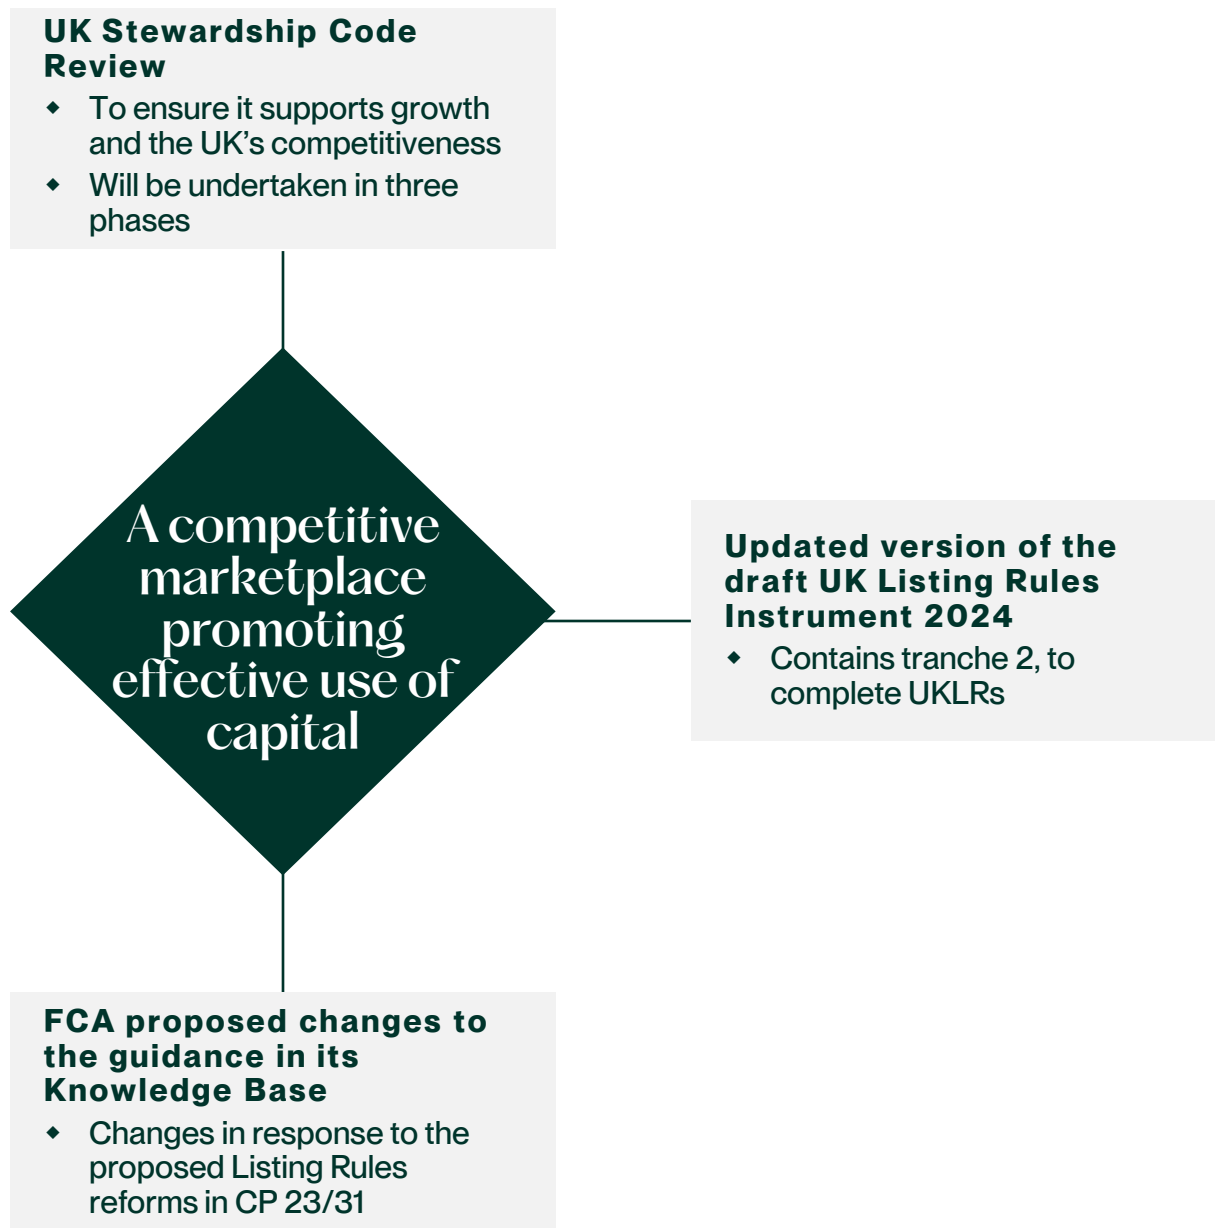 UK Stewardship Code
Review
◆ To ensure it supports growth
and the UK’s competitiveness
◆ Will be undertaken in three
phases
A competitive
marketplace
promoting
effective use of
capital
Updated version of the
draft UK Listing Rules
Instrument 2024
◆ Contains tranche 2, to
complete UKLRs
FCA proposed changes to
the guidance in its
Knowledge Base
◆ Changes in response to the
proposed Listing Rules
reforms in CP 23/31